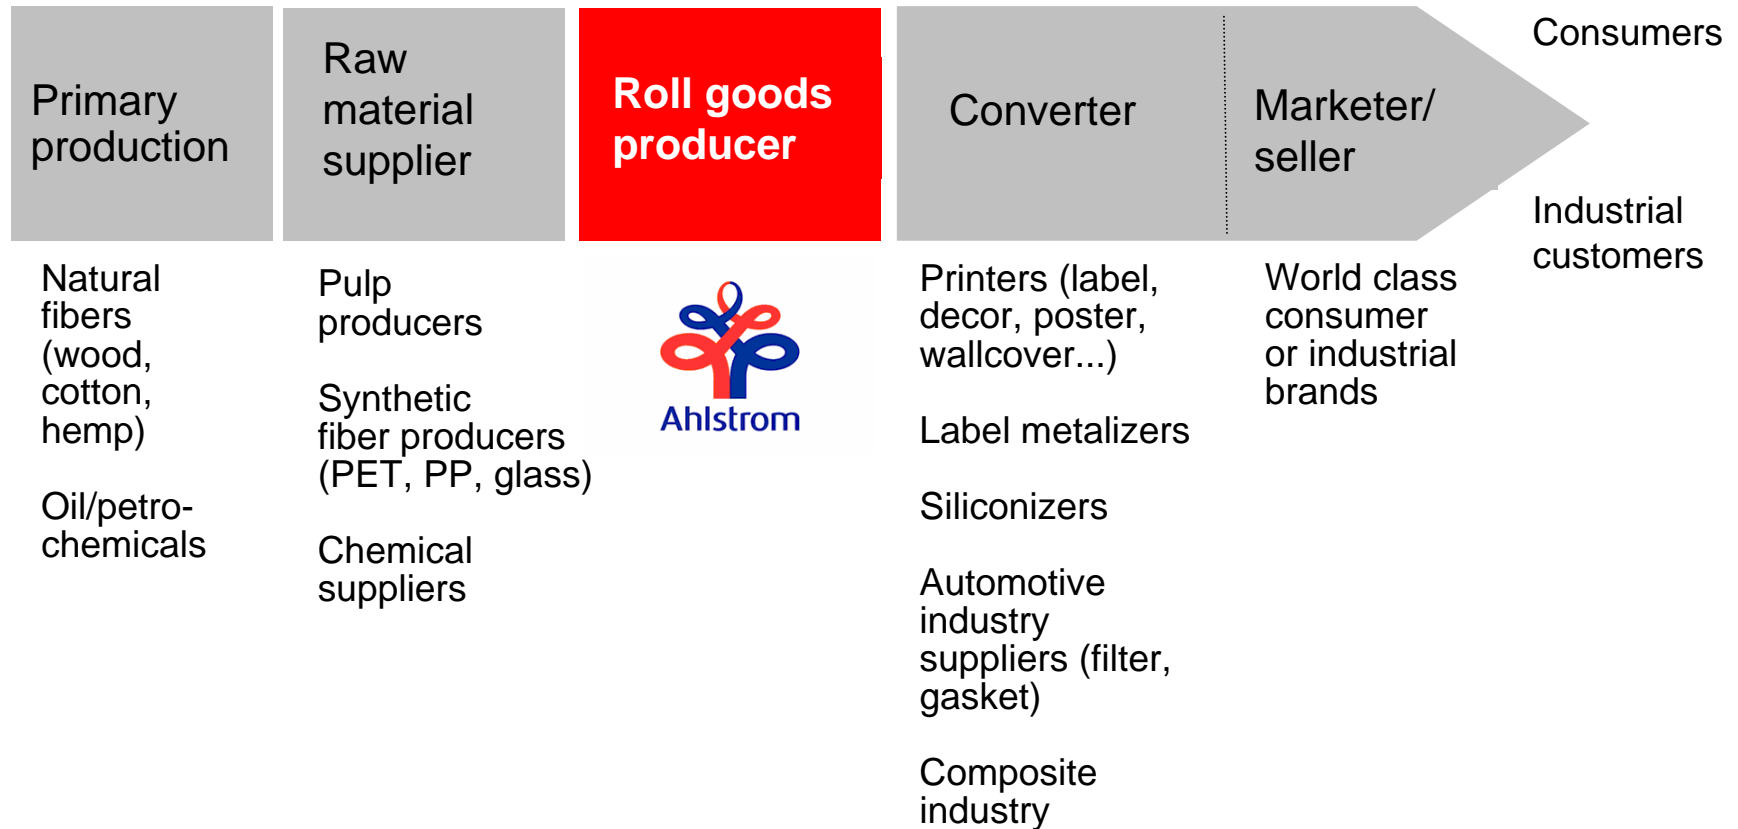 Primary
production
Raw
material
supplier
Roll goods
producer
Converter
Marketer/
seller
Consumers
Industrial
customers
Natural
fibers
(wood,
cotton,
hemp)
Oil/petro-
chemicals
Pulp
producers
Synthetic
fiber producers
(PET, PP, glass)
Chemical
suppliers
Ahlstrom
Printers (label,
decor, poster,
wallcover...)
Label metalizers
Siliconizers
Automotive
industry
suppliers (filter,
gasket)
Composite
industry
World class
consumer
or industrial
brands